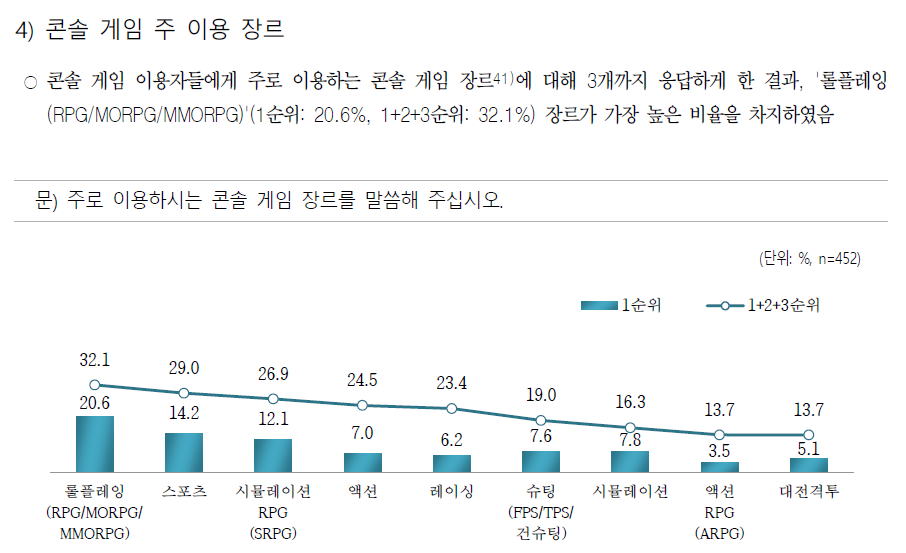 4) 콘솔 게임 주 이용 장르
○ 콘솔 게임 이용자들에게 주로 이용하는 콘솔 게임 장르41)에 대해 3개까지 응답하게 한 결과, '롤플레잉
(RPG/MORPG/MMORPG)'(1순위: 20.6%, 1+2+3순위: 32.1%) 장르가 가장 높은 비율을 차지하였음
문) 주로 이용하시는 콘솔 게임 장르를 말씀해 주십시오.
(단위: %, n=452)
1순위 1+2+3순위
32.1 29.0 26.9 24.5 23.4 19.0 16.3 13.7 13.7
20.6 14.2 12.1 7.0 6.2 7.6 7.8 3.5 5.1
롤플레잉 스포츠 시뮬레이션 액션 레이싱 슈팅 시뮬레이션 액션 대전격투
(RPG/MORPG/ RPG (FPS/TPS/ RPG
MMORPG) (SRPG) 건슈팅) (ARPG)